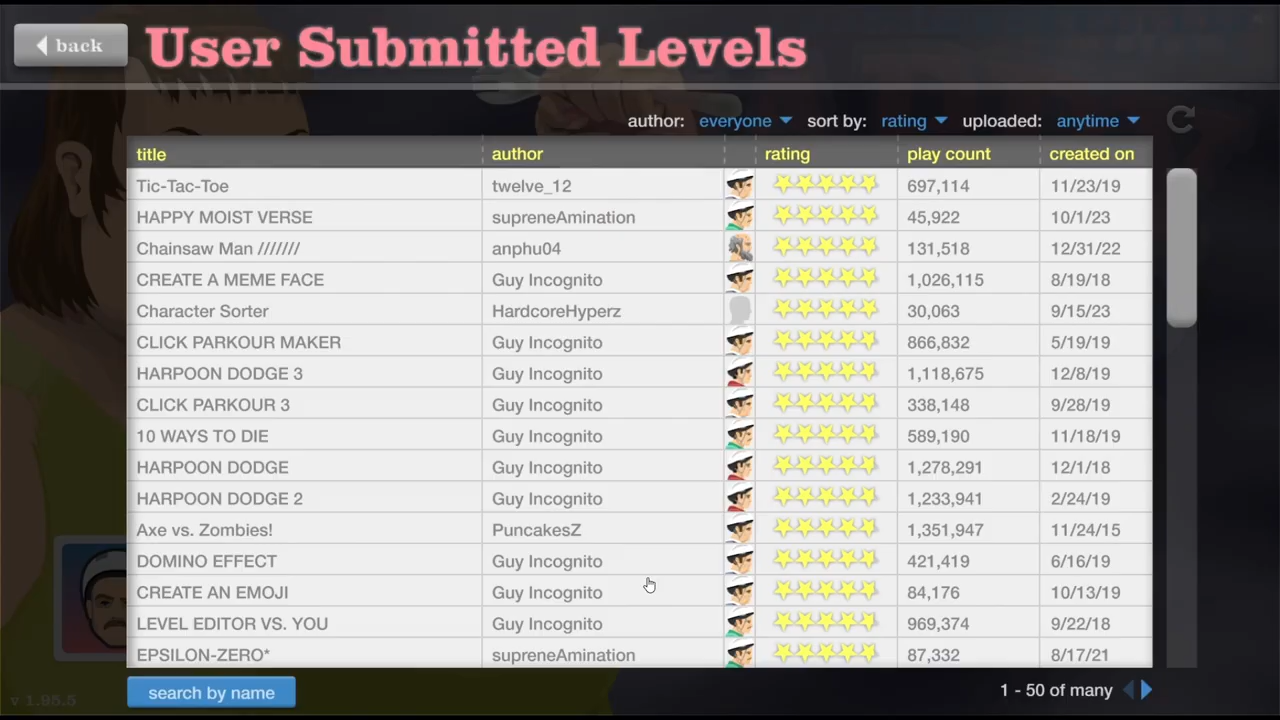 back
User Submitted Levels
author: everyone sort by: rating uploaded: anytime
title author rating play count created on
Tic-Tac-Toe twelve_12 697,114 11/23/19
HAPPY MOIST VERSE supreneAmination 45,922 10/1/23
Chainsaw Man /////// anphu04 131,518 12/31/22
CREATE A MEME FACE Guy Incognito 1,026,115 8/19/18
Character Sorter HardcoreHyperz 30,063 9/15/23
CLICK PARKOUR MAKER Guy Incognito 866,832 5/19/19
HARPOON DODGE 3 Guy Incognito 1,118,675 12/8/19
CLICK PARKOUR 3 Guy Incognito 338,148 9/28/19
10 WAYS TO DIE Guy Incognito 589,190 11/18/19
HARPOON DODGE Guy Incognito 1,278,291 12/1/18
HARPOON DODGE 2 Guy Incognito 1,233,941 2/24/19
Axe vs. Zombies! PuncakesZ 1,351,947 11/24/15
DOMINO EFFECT Guy Incognito 421,419 6/16/19
CREATE AN EMOJI Guy Incognito 84,176 10/13/19
LEVEL EDITOR VS. YOU Guy Incognito 969,374 9/22/18
EPSILON-ZERO* supreneAmination 87,332 8/17/21
search by name 1 - 50 of many
v 1.95.5